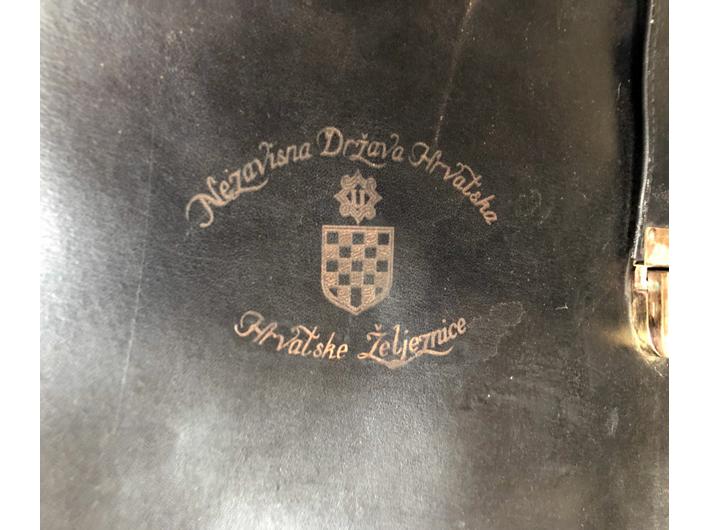 Nezavisna Država Hrvatska
U
Hrvatske Željeznice